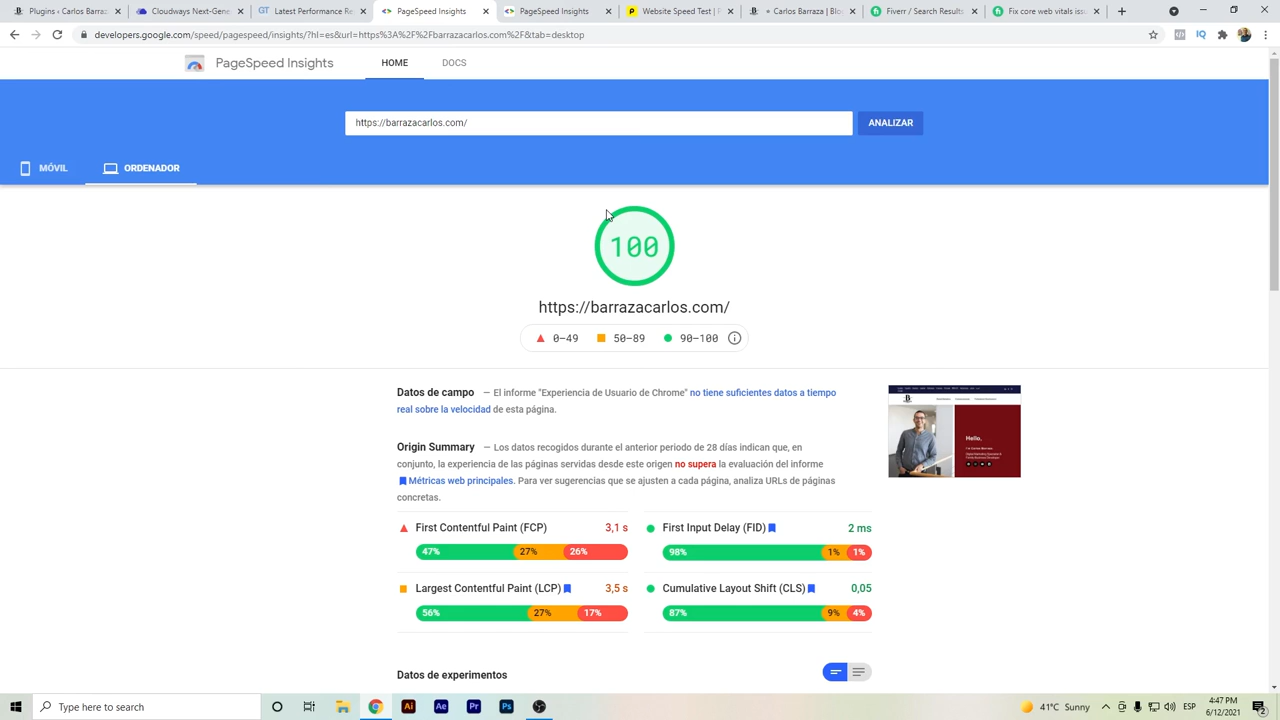 Plugins ‹ Carlos Barraza
Cloudways Next-Generation
Latest Performance Re
PageSpeed Insights
PageSpeed Insights
Website Speed Test | P
• Carlos Barraza | Blo
Fiverr / Search Results
Fix core web vitals iss
developers.google.com/speed/pagespeed/insights/?hl=es&url=https%3A%2F%2Fbarrazacarlos.com%2F&tab=desktop
PageSpeed Insights
HOME
DOCS
https://barrazacarlos.com/
ANALIZAR
MÓVIL
ORDENADOR
100
https://barrazacarlos.com/
0–49
50–89
90–100
Datos de campo — El informe "Experiencia de Usuario de Chrome" no tiene suficientes datos a tiempo
real sobre la velocidad de esta página.
Hello,
Origin Summary — Los datos recogidos durante el anterior periodo de 28 días indican que, en
conjunto, la experiencia de las páginas servidas desde este origen no supera la evaluación del informe
Métricas web principales. Para ver sugerencias que se ajusten a cada página, analiza URLs de páginas
concretas.
First Contentful Paint (FCP) 3,1 s
47% 27% 26%
First Input Delay (FID) 2 ms
98% 1% 1%
Largest Contentful Paint (LCP) 3,5 s
56% 27% 17%
Cumulative Layout Shift (CLS) 0,05
87% 9% 4%
Datos de experimentos
Type here to search
Ai
Ae
Pr
Ps
41°C Sunny
ESP
4:47 PM
6/12/2021
2